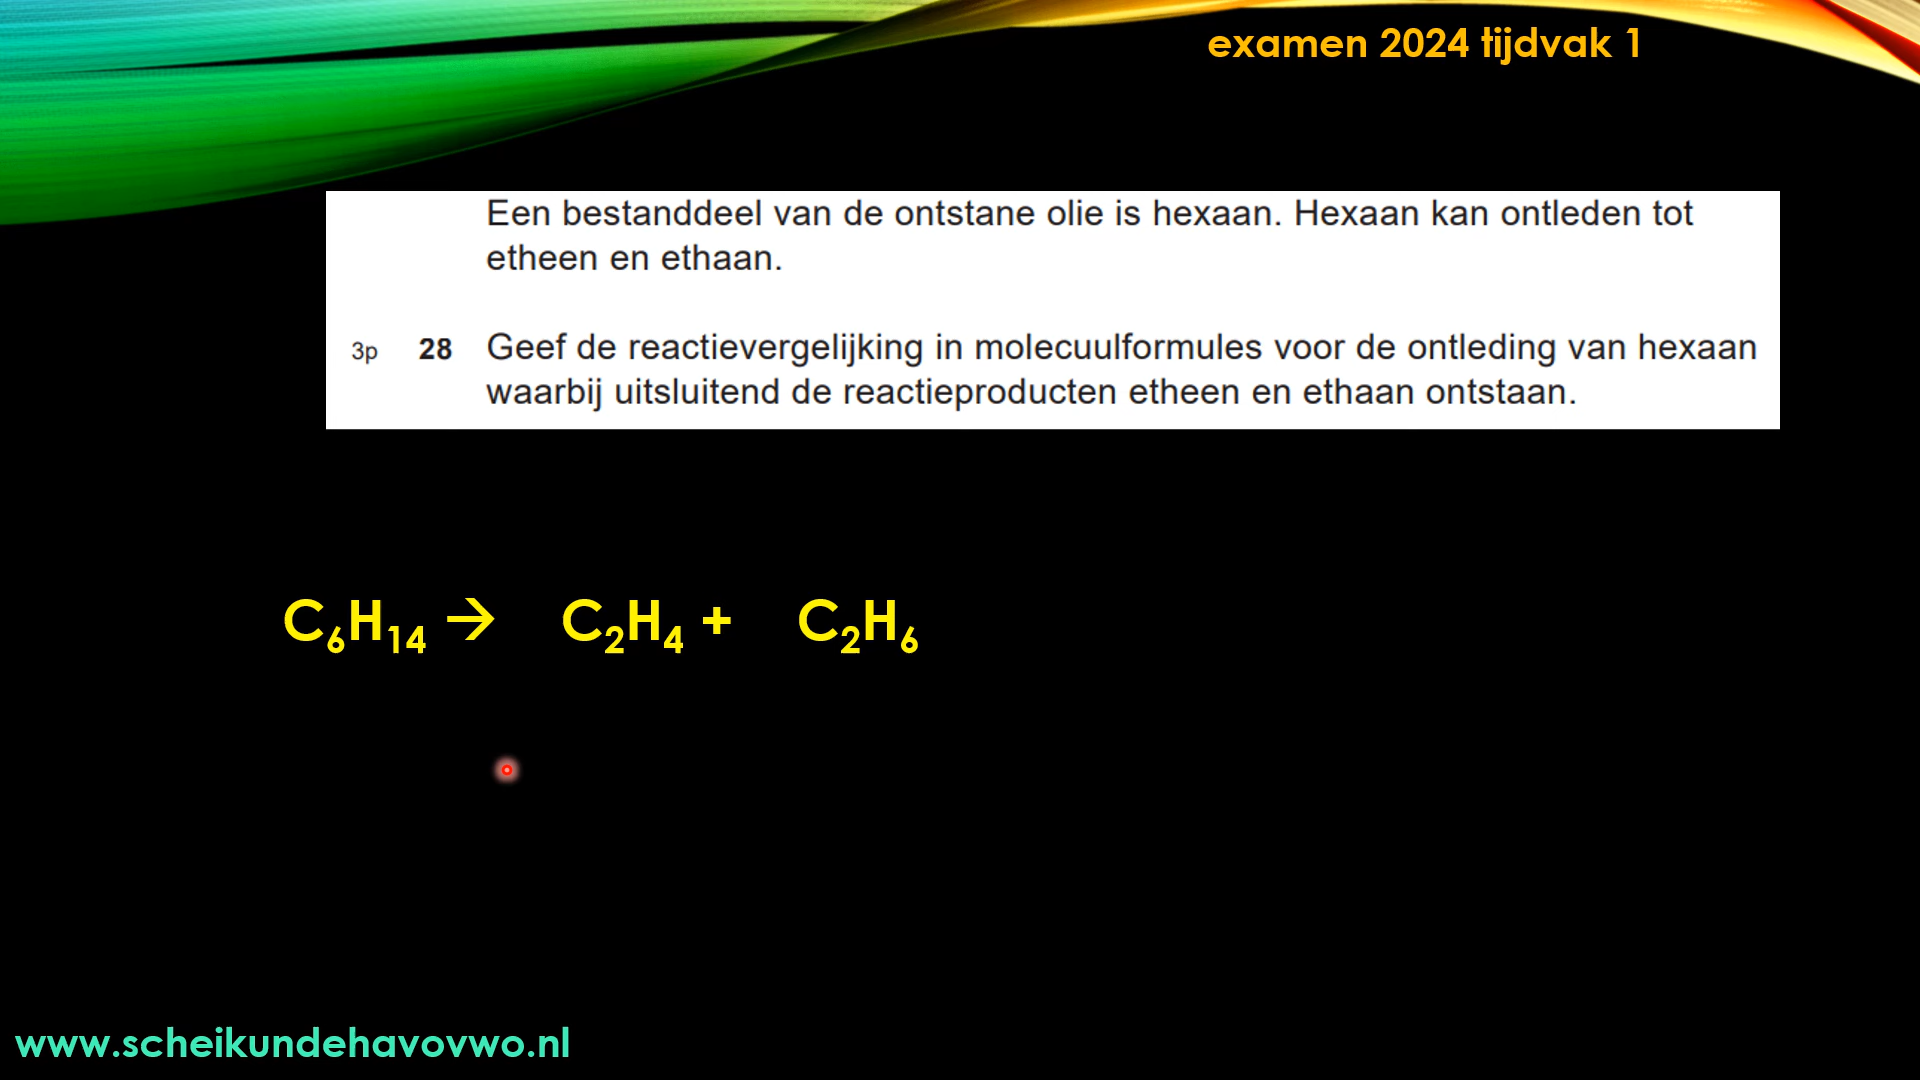 examen 2024 tijdvak 1
Een bestanddeel van de ontstane olie is hexaan. Hexaan kan ontleden tot
etheen en ethaan.
3p 28 Geef de reactievergelijking in molecuulformules voor de ontleding van hexaan
waarbij uitsluitend de reactieproducten etheen en ethaan ontstaan.
C₆H₁₄ → C₂H₄ + C₂H₆
www.scheikundehavovwo.nl